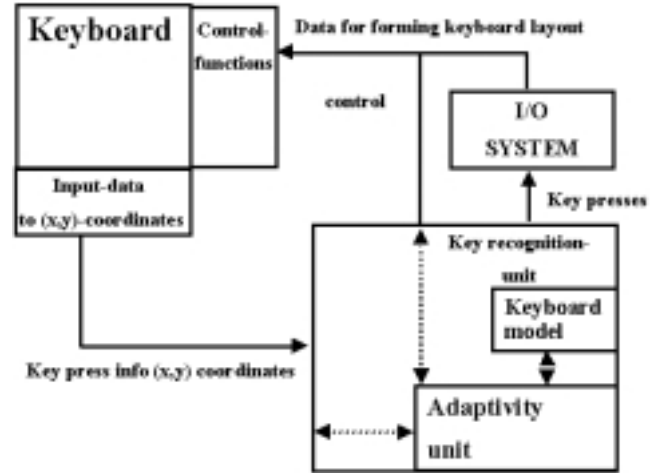 Keyboard
Control-
functions
Data for forming keyboard layout
control
I/O
SYSTEM
Input-data
to (x,y)-coordinates
Key presses
Key recognition-
unit
Keyboard
model
Key press info (x,y) coordinates
Adaptivity
unit